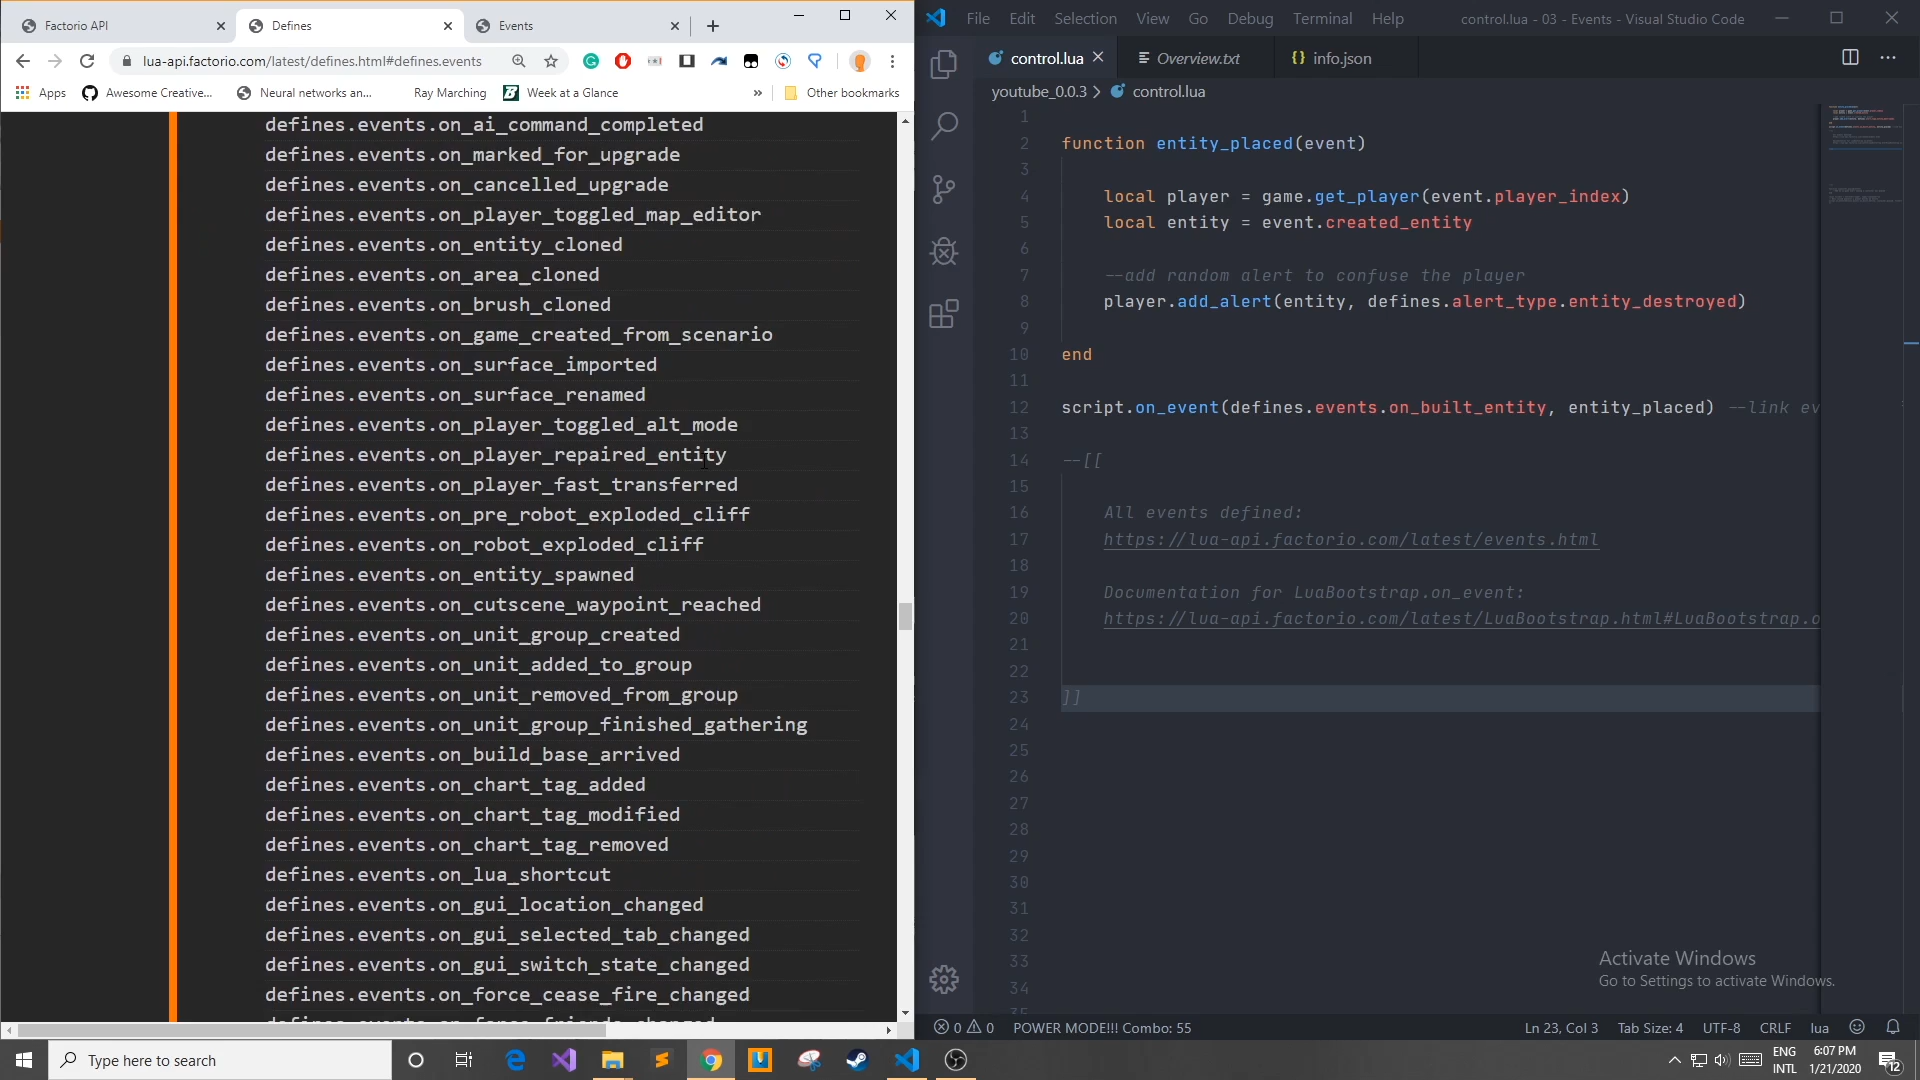 Factorio API
Defines
Events
lua-api.factorio.com/latest/defines.html#defines.events
Apps
Awesome Creative...
Neural networks an...
Ray Marching
Week at a Glance
»
Other bookmarks
defines.events.on_ai_command_completed
defines.events.on_marked_for_upgrade
defines.events.on_cancelled_upgrade
defines.events.on_player_toggled_map_editor
defines.events.on_entity_cloned
defines.events.on_area_cloned
defines.events.on_brush_cloned
defines.events.on_game_created_from_scenario
defines.events.on_surface_imported
defines.events.on_surface_renamed
defines.events.on_player_toggled_alt_mode
defines.events.on_player_repaired_entity
defines.events.on_player_fast_transferred
defines.events.on_pre_robot_exploded_cliff
defines.events.on_robot_exploded_cliff
defines.events.on_entity_spawned
defines.events.on_cutscene_waypoint_reached
defines.events.on_unit_group_created
defines.events.on_unit_added_to_group
defines.events.on_unit_removed_from_group
defines.events.on_unit_group_finished_gathering
defines.events.on_build_base_arrived
defines.events.on_chart_tag_added
defines.events.on_chart_tag_modified
defines.events.on_chart_tag_removed
defines.events.on_lua_shortcut
defines.events.on_gui_location_changed
defines.events.on_gui_selected_tab_changed
defines.events.on_gui_switch_state_changed
defines.events.on_force_cease_fire_changed
File Edit Selection View Go Debug Terminal Help
control.lua - 03 - Events - Visual Studio Code
control.lua
Overview.txt
{} info.json
youtube_0.0.3 > control.lua
1
2 function entity_placed(event)
3
4 local player = game.get_player(event.player_index)
5 local entity = event.created_entity
6
7 --add random alert to confuse the player
8 player.add_alert(entity, defines.alert_type.entity_destroyed)
9
10 end
11
12 script.on_event(defines.events.on_built_entity, entity_placed) --link ev
13
14 --[[
15
16 All events defined:
17 https://lua-api.factorio.com/latest/events.html
18
19 Documentation for LuaBootstrap.on_event:
20 https://lua-api.factorio.com/latest/LuaBootstrap.html#LuaBootstrap.o
21
22
23 ]]
24
25
26
27
28
29
30
31
32
33
34
Activate Windows
Go to Settings to activate Windows.
0 0 POWER MODE!!! Combo: 55
Ln 23, Col 3 Tab Size: 4 UTF-8 CRLF lua
Type here to search
ENG
INTL
6:07 PM
1/21/2020
12